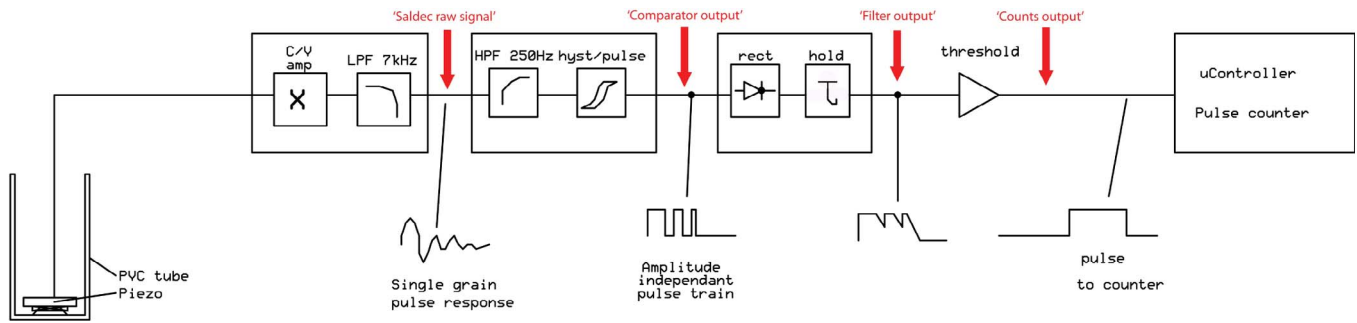 'Saldec raw signal'
'Comparator output'
'Filter output'
'Counts output'
C/V
amp
LPF 7kHz
HPF 250Hz
hyst/pulse
rect
hold
threshold
uController
Pulse counter
PVC tube
Piezo
Single grain
pulse response
Amplitude
independant
pulse train
pulse
to counter